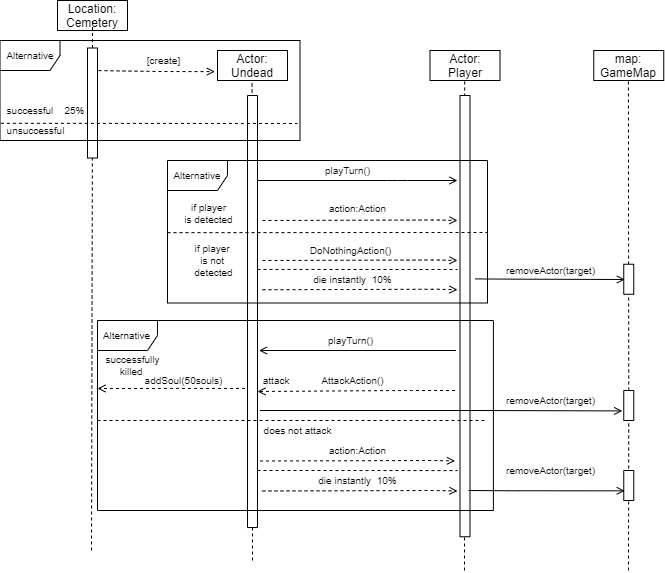 Location:
Cemetery
Alternative
[create]
Actor:
Undead
Actor:
Player
map:
GameMap
successful 25%
unsuccessful
Alternative
playTurn()
if player
is detected
action:Action
if player
is not
detected
DoNothingAction()
die instantly 10%
removeActor(target)
Alternative
playTurn()
successfully
killed
addSoul(50souls)
attack
AttackAction()
removeActor(target)
does not attack
action:Action
die instantly 10%
removeActor(target)